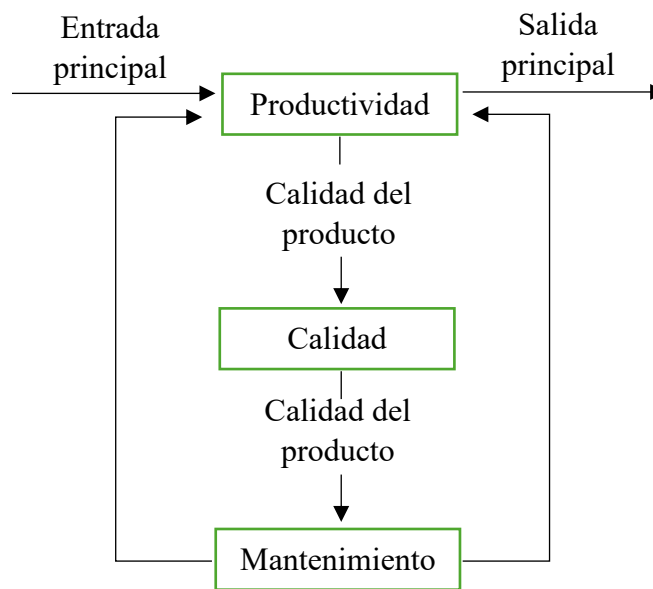 Entrada
principal
Salida
principal
Productividad
Calidad del
producto
Calidad
Calidad del
producto
Mantenimiento